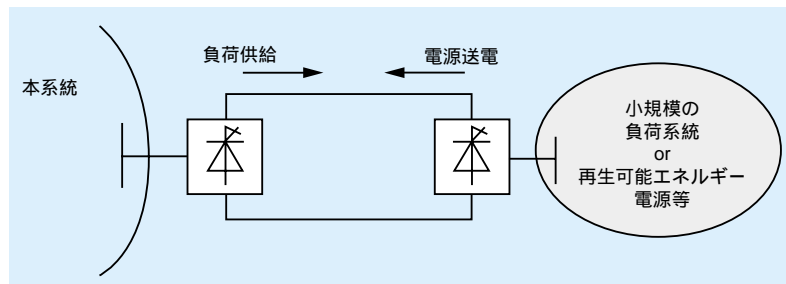 負荷供給
電源送電
本系統
小規模の
負荷系統
or
再生可能エネルギー
電源等